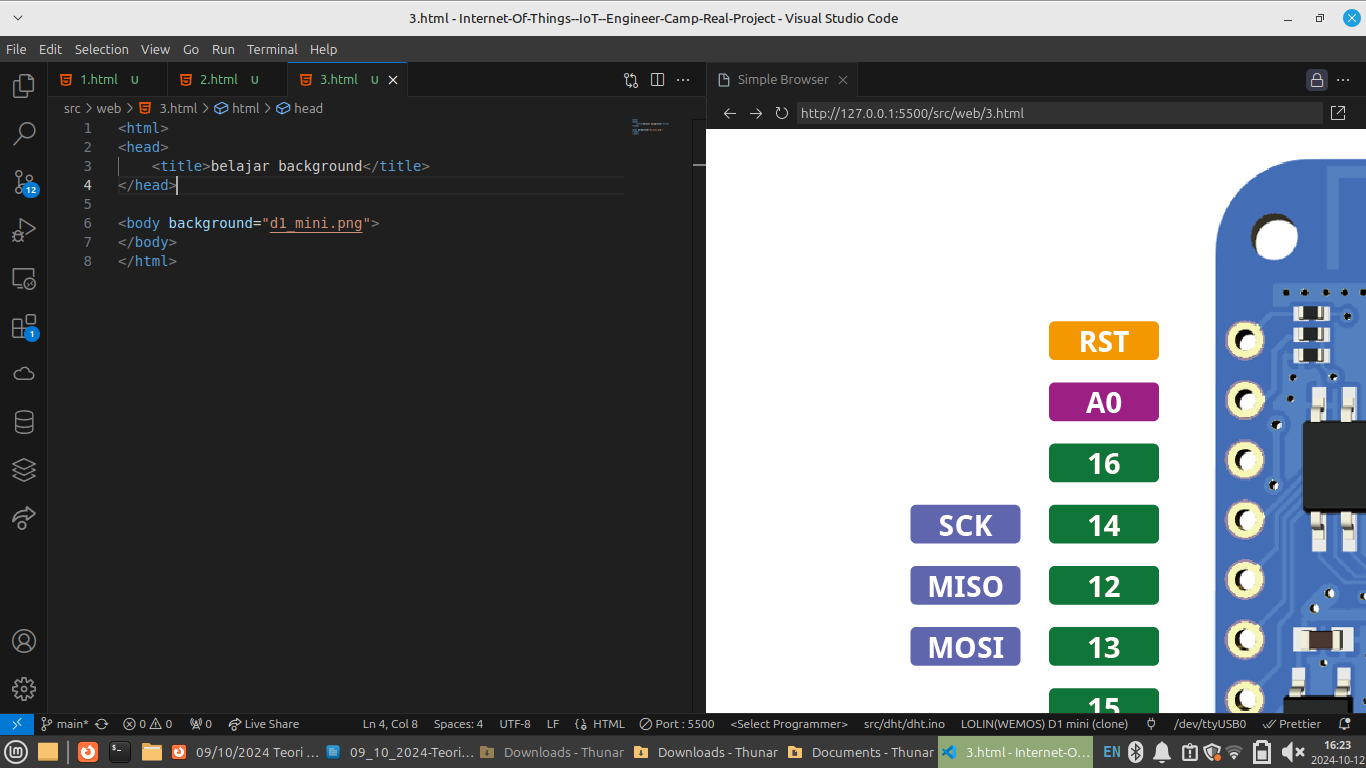 3.html - Internet-Of-Things--IoT--Engineer-Camp-Real-Project - Visual Studio Code
File Edit Selection View Go Run Terminal Help
1.html U 2.html U 3.html U
Simple Browser
src > web > 3.html > html > head
http://127.0.0.1:5500/src/web/3.html
1 <html>
2 <head>
3 <title>belajar background</title>
4 </head>
5
6 <body background="d1_mini.png">
7 </body>
8 </html>
12
1
RST
A0
16
SCK 14
MISO 12
MOSI 13
15
main* 0 0 0 Live Share Ln 4, Col 8 Spaces: 4 UTF-8 LF HTML Port : 5500 <Select Programmer> src/dht/dht.ino LOLIN(WEMOS) D1 mini (clone) /dev/ttyUSB0 Prettier
09/10/2024 Teori ... 09_10_2024-Teori... Downloads - Thunar Downloads - Thunar Documents - Thunar 3.html - Internet-O... EN 16:23
2024-10-12